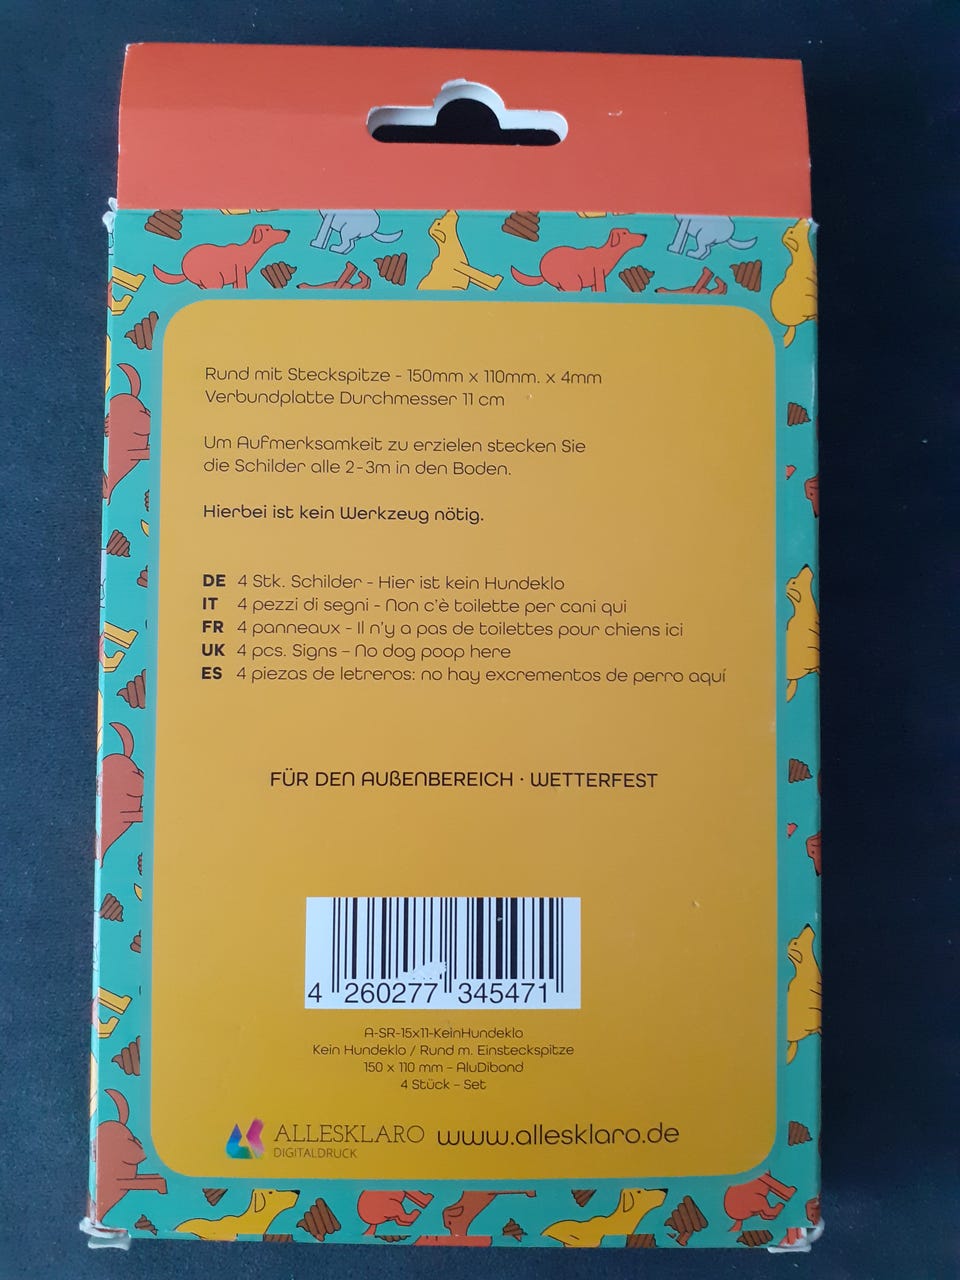 Rund mit Steckspitze - 150mm x 110mm. x 4mm
Verbundplatte Durchmesser 11 cm
Um Aufmerksamkeit zu erzielen stecken Sie
die Schilder alle 2-3m in den Boden.
Hierbei ist kein Werkzeug nötig.
DE 4 Stk. Schilder - Hier ist kein Hundeklo
IT 4 pezzi di segni - Non c'è toilette per cani qui
FR 4 panneaux - Il n'y a pas de toilettes pour chiens ici
UK 4 pcs. Signs – No dog poop here
ES 4 piezas de letreros: no hay excrementos de perro aquí
FÜR DEN AUßENBEREICH · WETTERFEST
4 260277 345471
A-SR-15x11-KeinHundeklo
Kein Hundeklo / Rund m. Einsteckspitze
150 x 110 mm - AluDibond
4 Stück - Set
ALLESKLARO www.allesklaro.de
DIGITALDRUCK